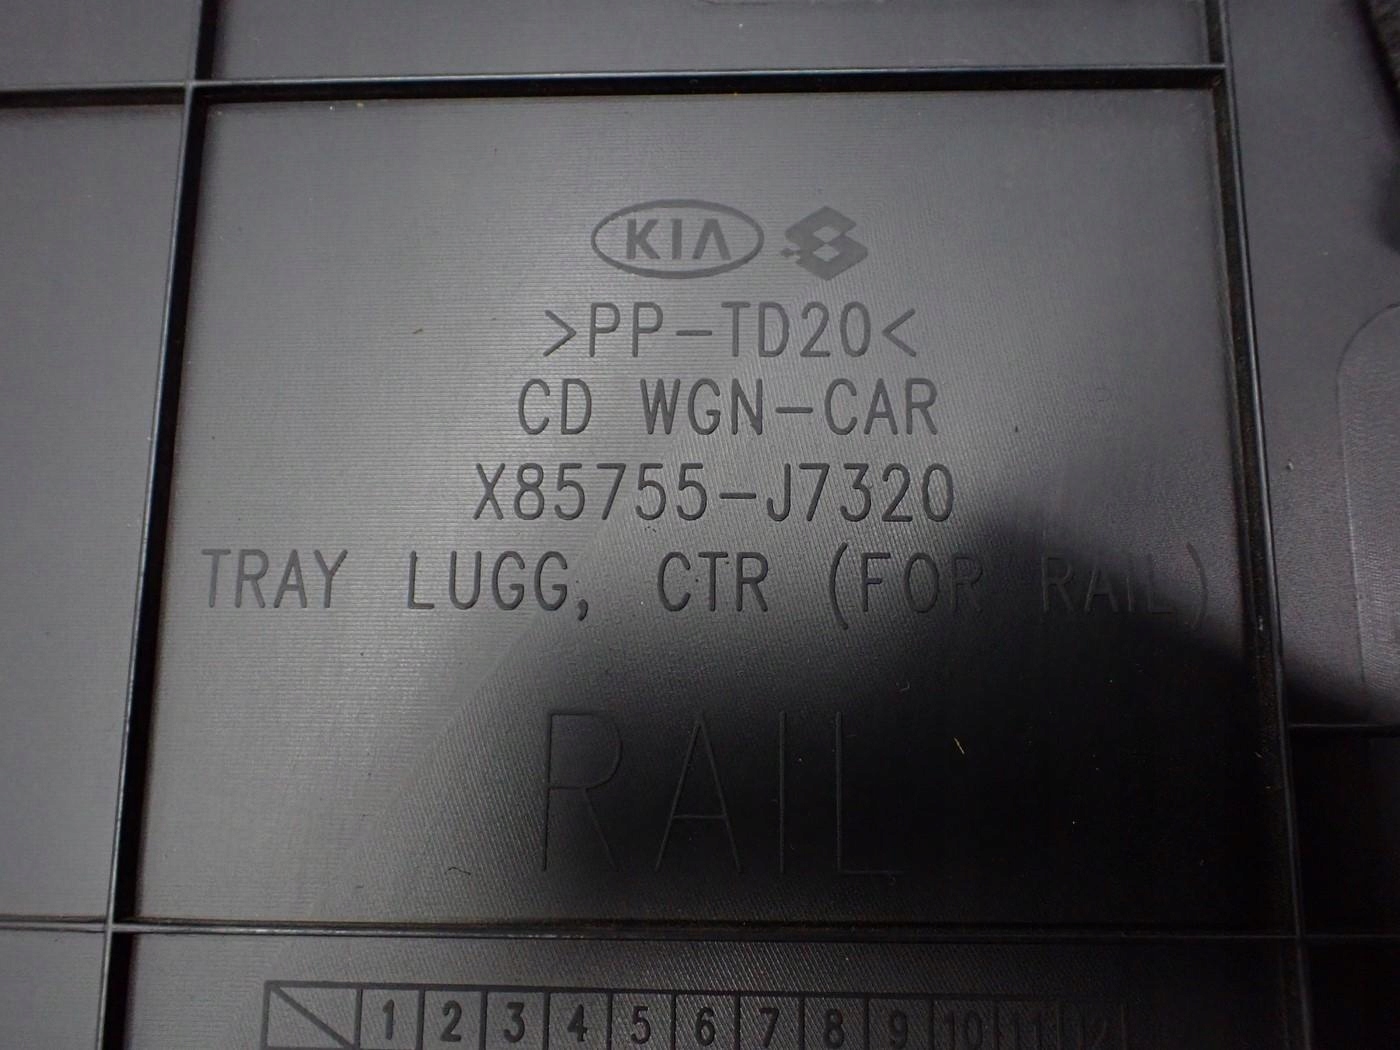 KIA
>PP-TD20<
CD WGN-CAR
X85755-J7320
TRAY LUGG, CTR (FOR RAIL)
RAIL
1 2 3 4 5 6 7 8 9 10 11 12